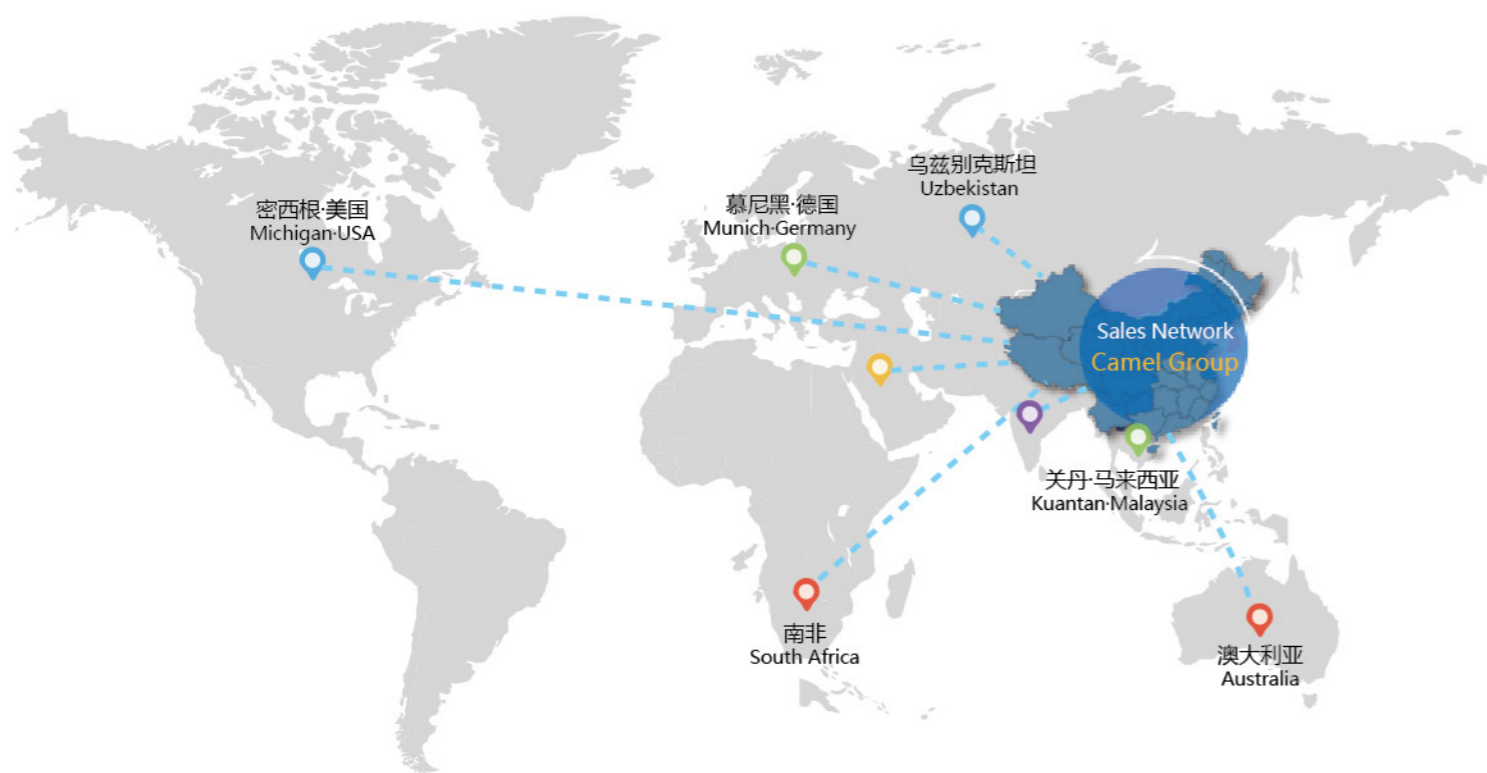 乌兹别克斯坦
Uzbekistan
密西根·美国
Michigan·USA
慕尼黑·德国
Munich·Germany
Sales Network
Camel Group
关丹·马来西亚
Kuantan·Malaysia
南非
South Africa
澳大利亚
Australia